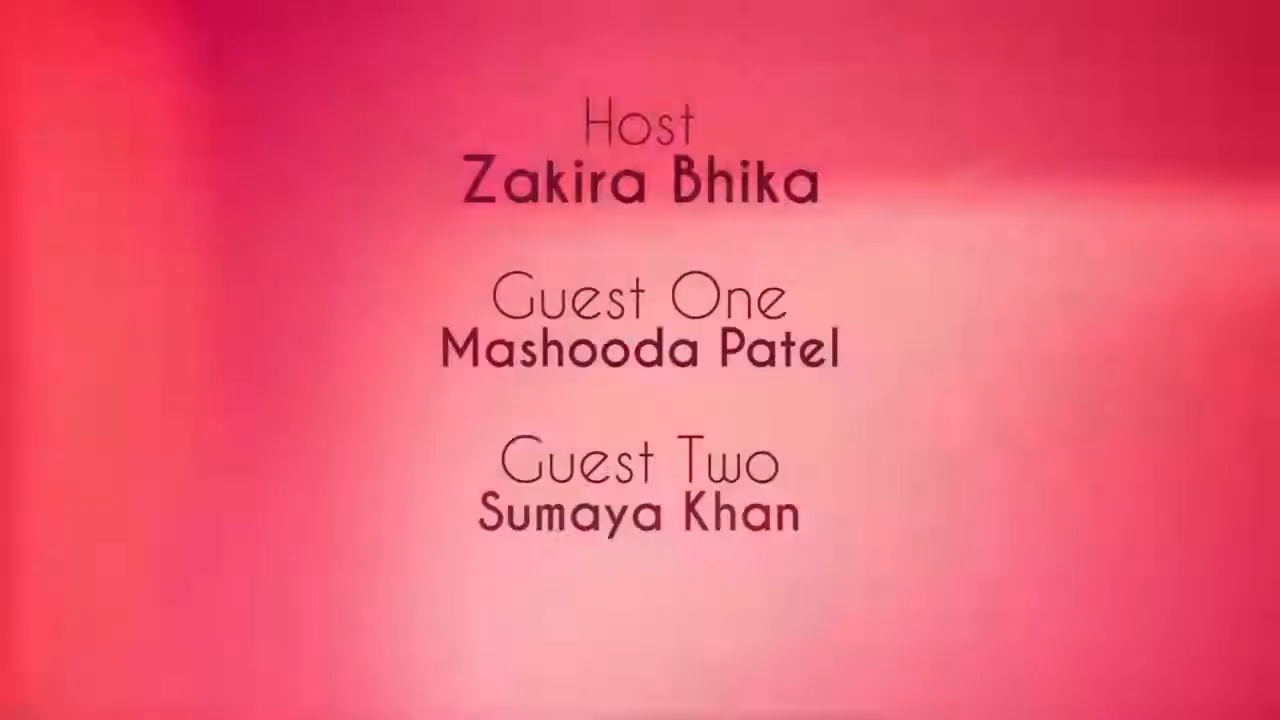 Host
Zakira Bhika
Guest One
Mashooda Patel
Guest Two
Sumaya Khan